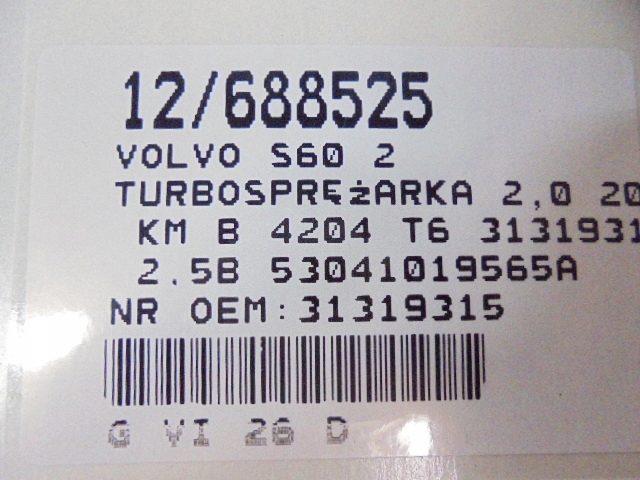 12/688525
VOLVO S60 2
TURBOSPRĘŻARKA 2,0 20
KM B 4204 T6 3131931
2.5B 53041019565A
NR OEM:31319315
G VI 26 D